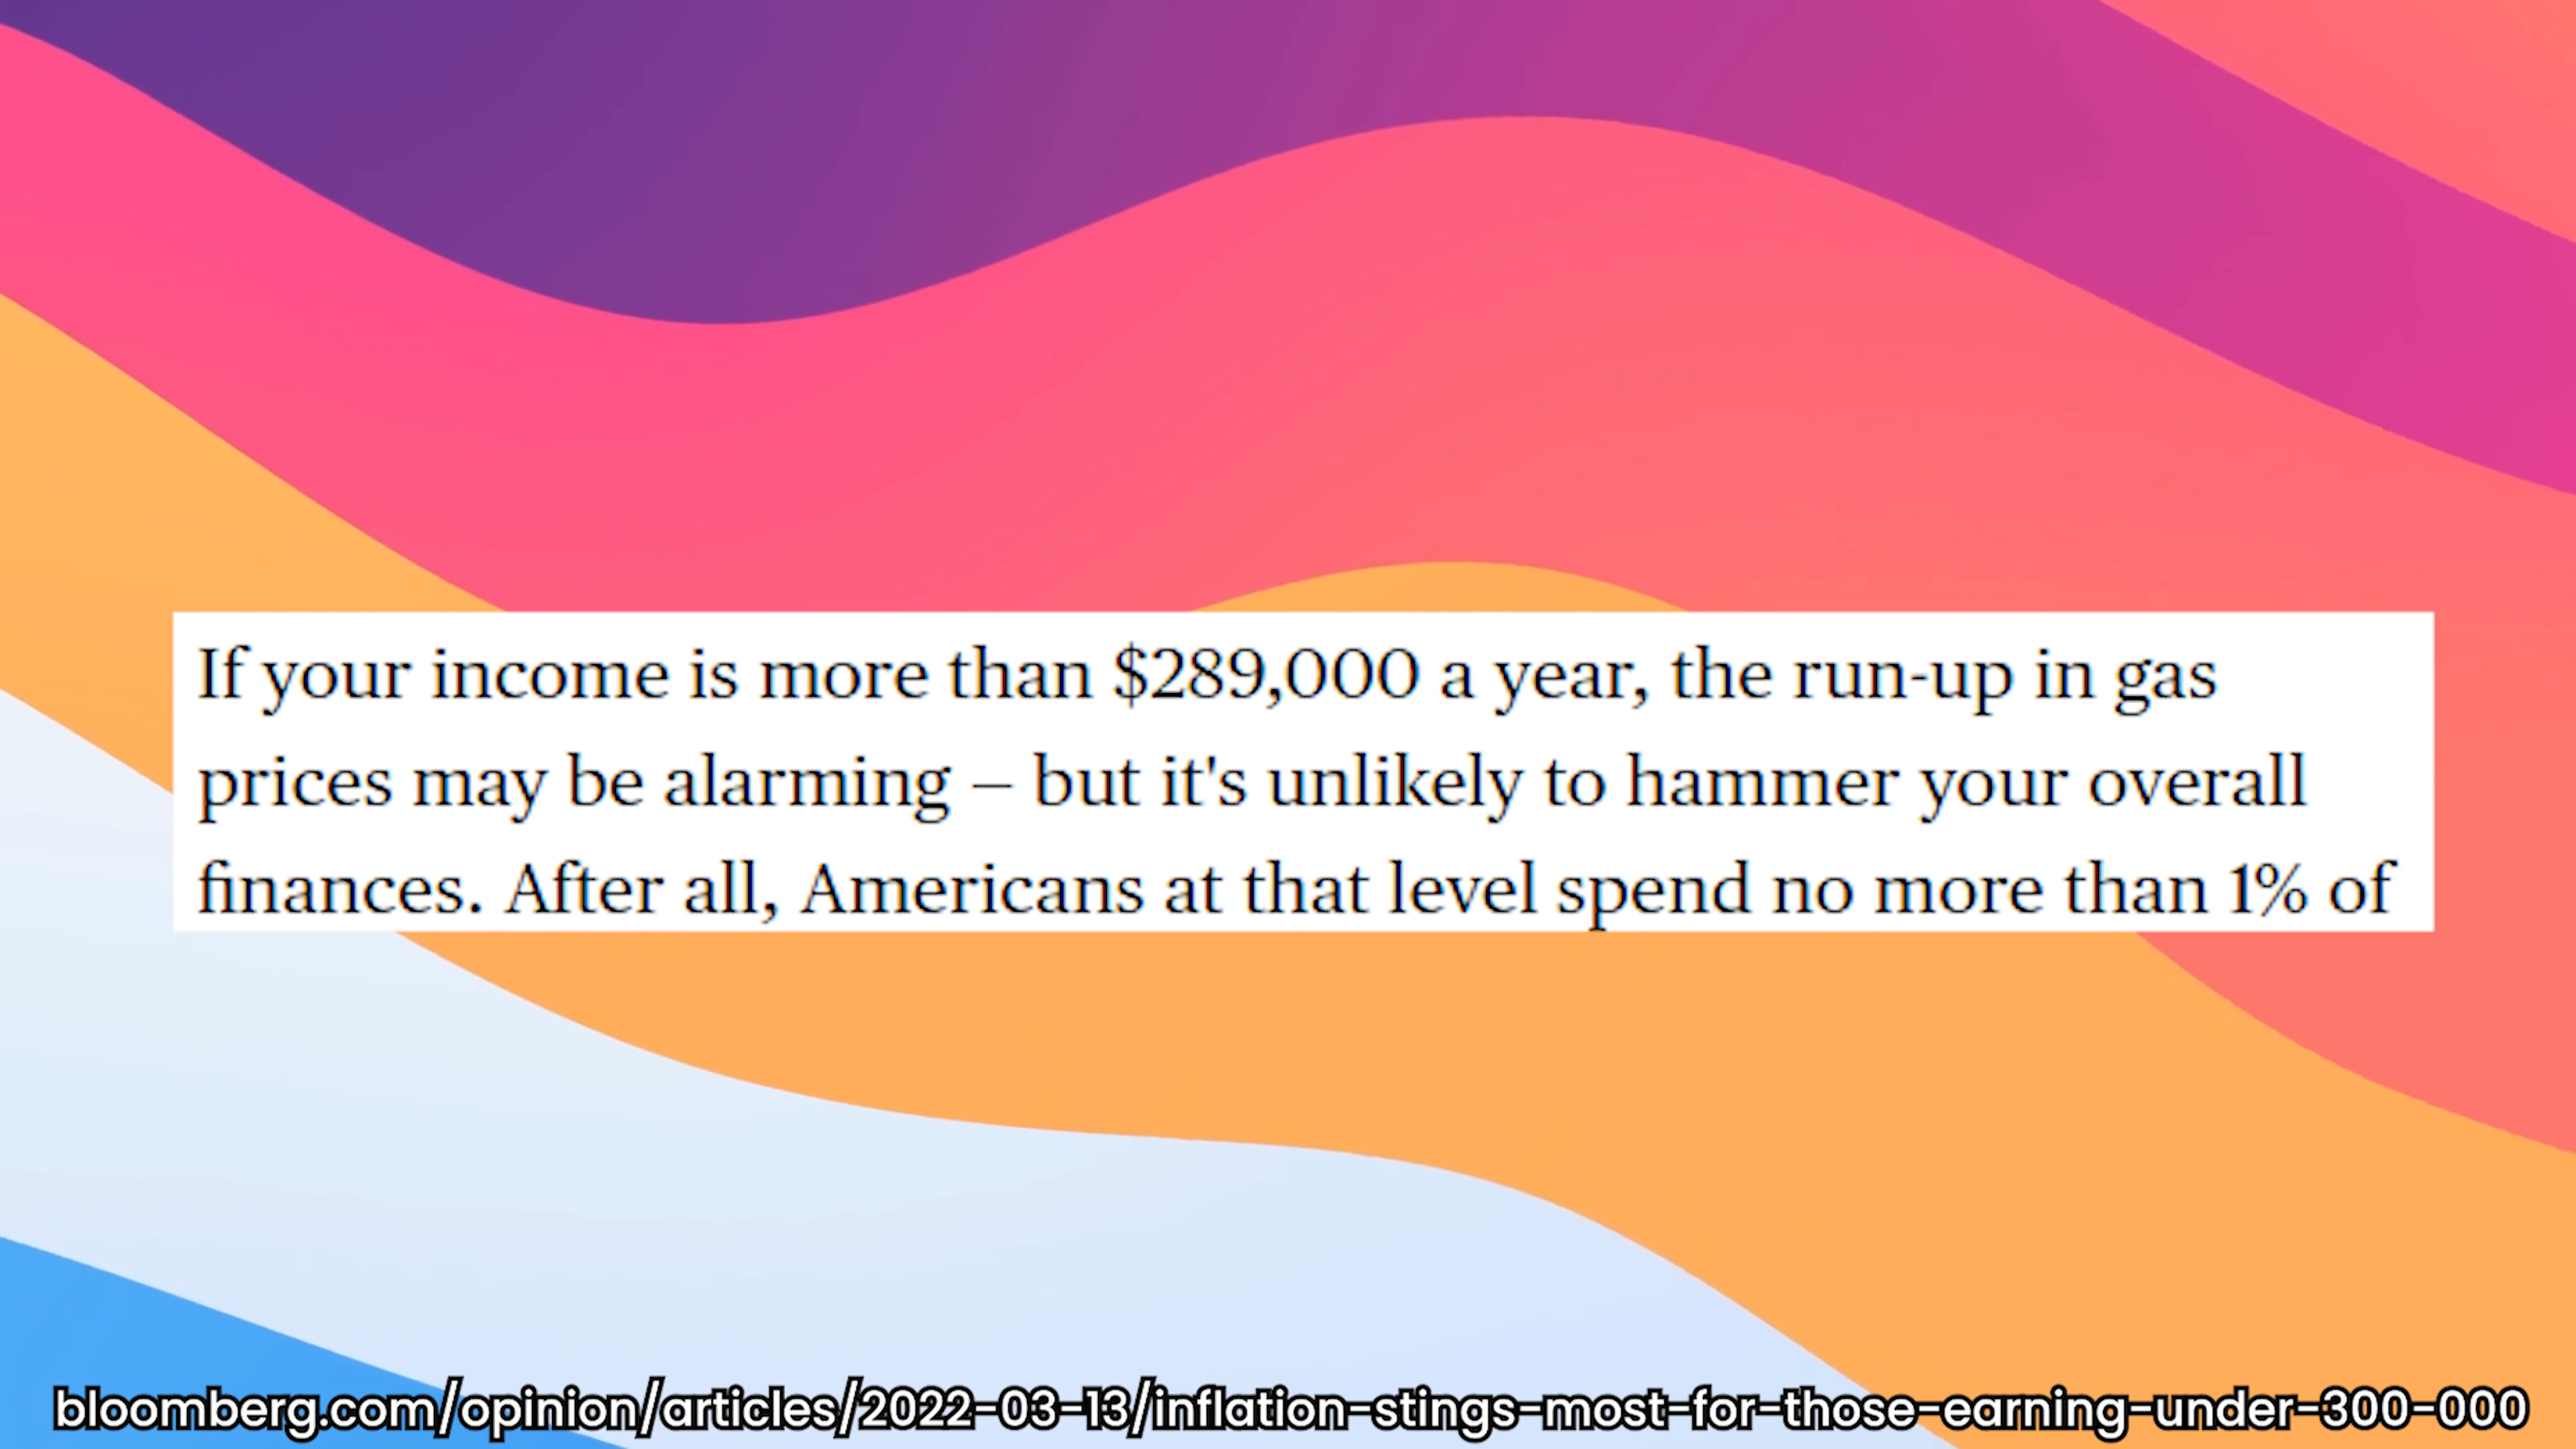 If your income is more than $289,000 a year, the run-up in gas
prices may be alarming – but it's unlikely to hammer your overall
finances. After all, Americans at that level spend no more than 1% of
bloomberg.com/opinion/articles/2022-03-13/inflation-stings-most-for-those-earning-under-300-000